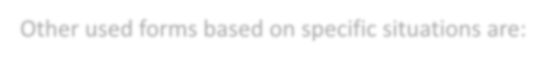 Other used forms based on specific situations are: